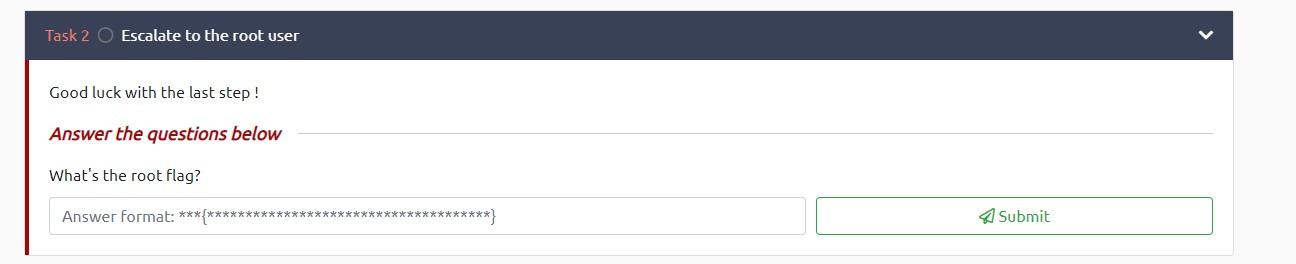 Task 2 Escalate to the root user
Good luck with the last step !
Answer the questions below
What's the root flag?
Answer format: ***{*************************************}
Submit